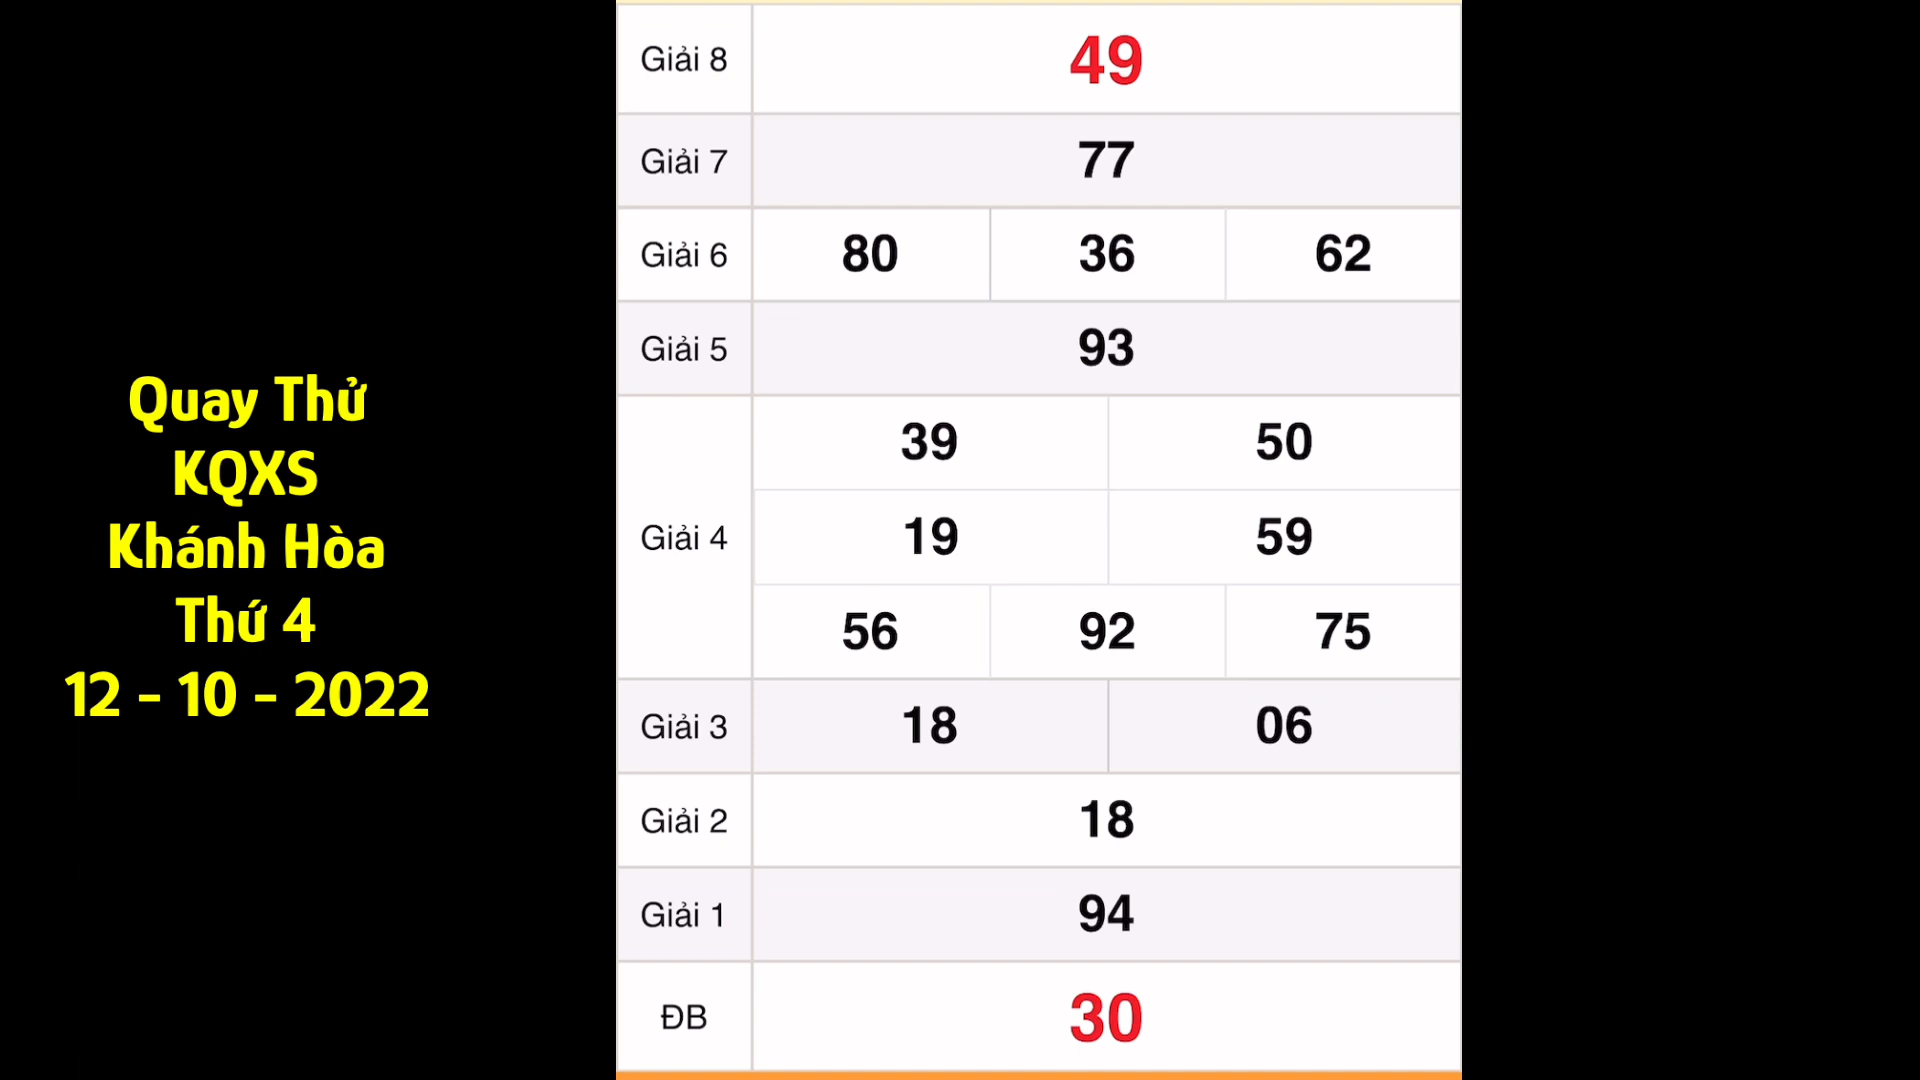 Quay Thử
KQXS
Khánh Hòa
Thứ 4
12 - 10 - 2022
Giải 8 49
Giải 7 77
Giải 6 80 36 62
Giải 5 93
Giải 4
39 50
19 59
56 92 75
Giải 3 18 06
Giải 2 18
Giải 1 94
ĐB 30